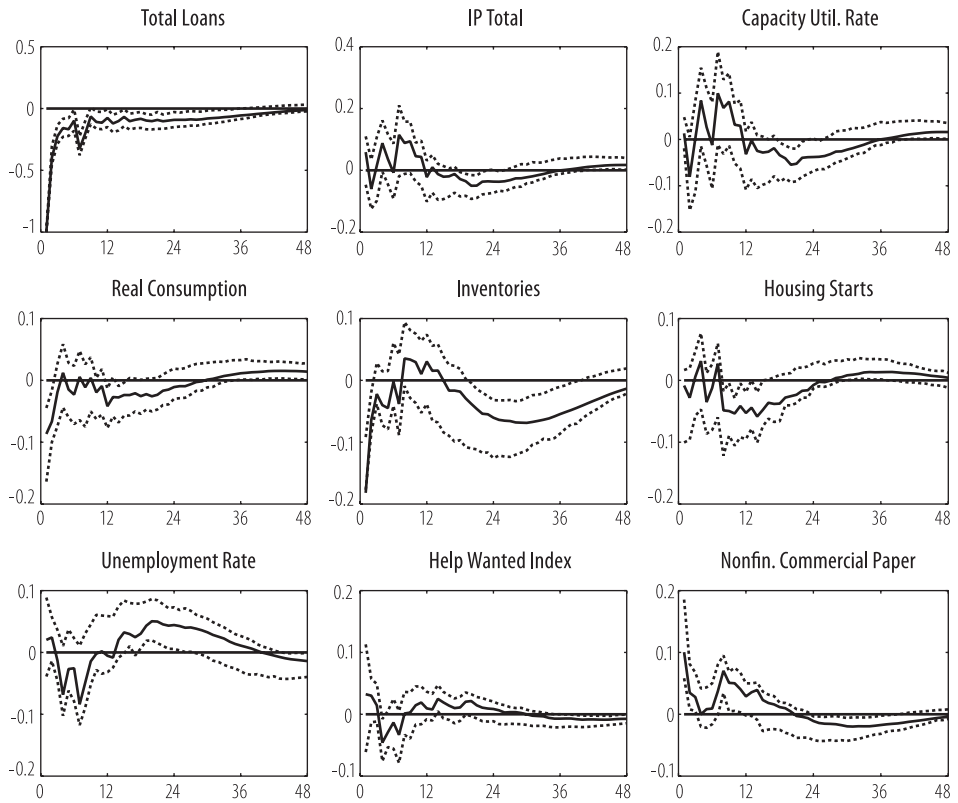 Total Loans
IP Total
Capacity Util. Rate
0.5
0
-0.5
-1
0 12 24 36 48
0.4
0.2
0
-0.2
0 12 24 36 48
0.2
0.1
0
-0.1
-0.2
0 12 24 36 48
Real Consumption
Inventories
Housing Starts
0.1
0
-0.1
-0.2
0 12 24 36 48
0.1
0
-0.1
-0.2
0 12 24 36 48
0.1
0
-0.1
-0.2
0 12 24 36 48
Unemployment Rate
Help Wanted Index
Nonfin. Commercial Paper
0.1
0
-0.1
-0.2
0 12 24 36 48
0.2
0.1
0
-0.1
0 12 24 36 48
0.2
0.1
0
-0.1
0 12 24 36 48